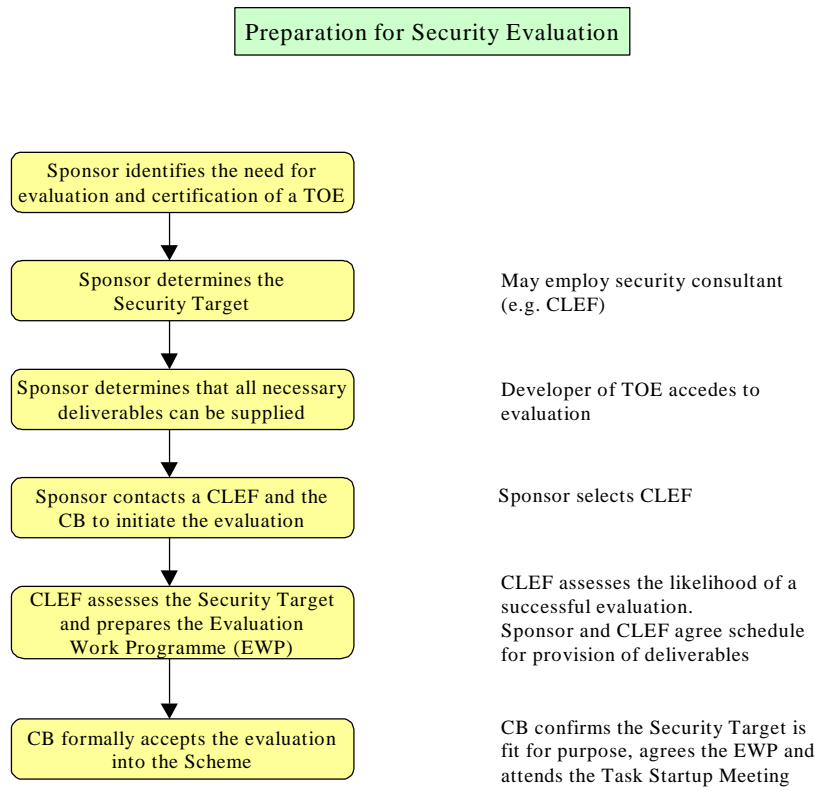 Preparation for Security Evaluation
Sponsor identifies the need for
evaluation and certification of a TOE
Sponsor determines the
Security Target
May employ security consultant
(e.g. CLEF)
Sponsor determines that all necessary
deliverables can be supplied
Developer of TOE accedes to
evaluation
Sponsor contacts a CLEF and the
CB to initiate the evaluation
Sponsor selects CLEF
CLEF assesses the Security Target
and prepares the Evaluation
Work Programme (EWP)
CLEF assesses the likelihood of a
successful evaluation.
Sponsor and CLEF agree schedule
for provision of deliverables
CB formally accepts the evaluation
into the Scheme
CB confirms the Security Target is
fit for purpose, agrees the EWP and
attends the Task Startup Meeting